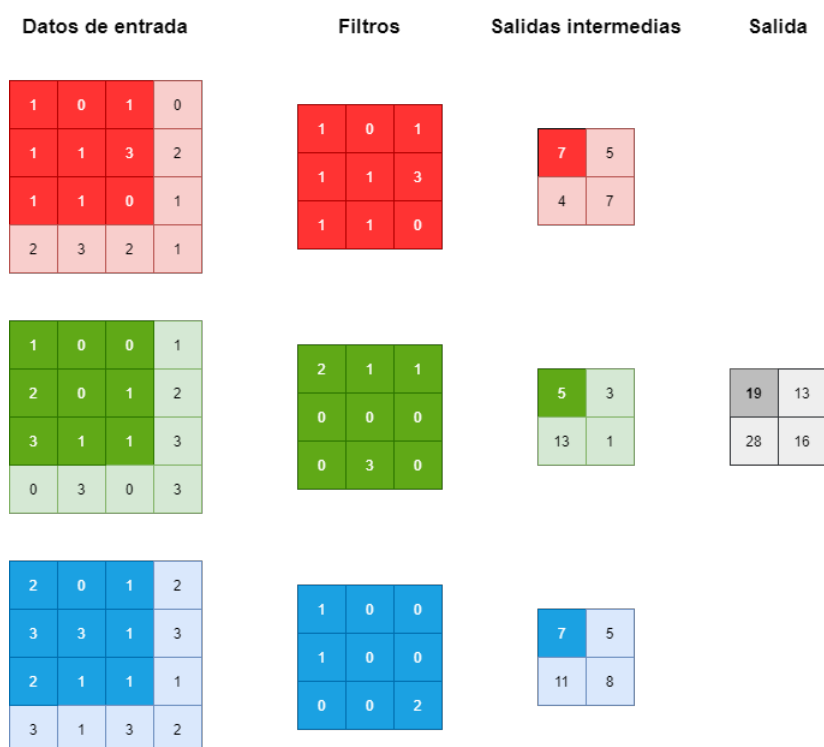 Datos de entrada Filtros Salidas intermedias Salida
1 0 1 0
1 1 3 2
1 1 0 1
2 3 2 1
1 0 1
1 1 3
1 1 0
7 5
4 7
1 0 0 1
2 0 1 2
3 1 1 3
0 3 0 3
2 1 1
0 0 0
0 3 0
5 3
13 1
19 13
28 16
2 0 1 2
3 3 1 3
2 1 1 1
3 1 3 2
1 0 0
1 0 0
0 0 2
7 5
11 8